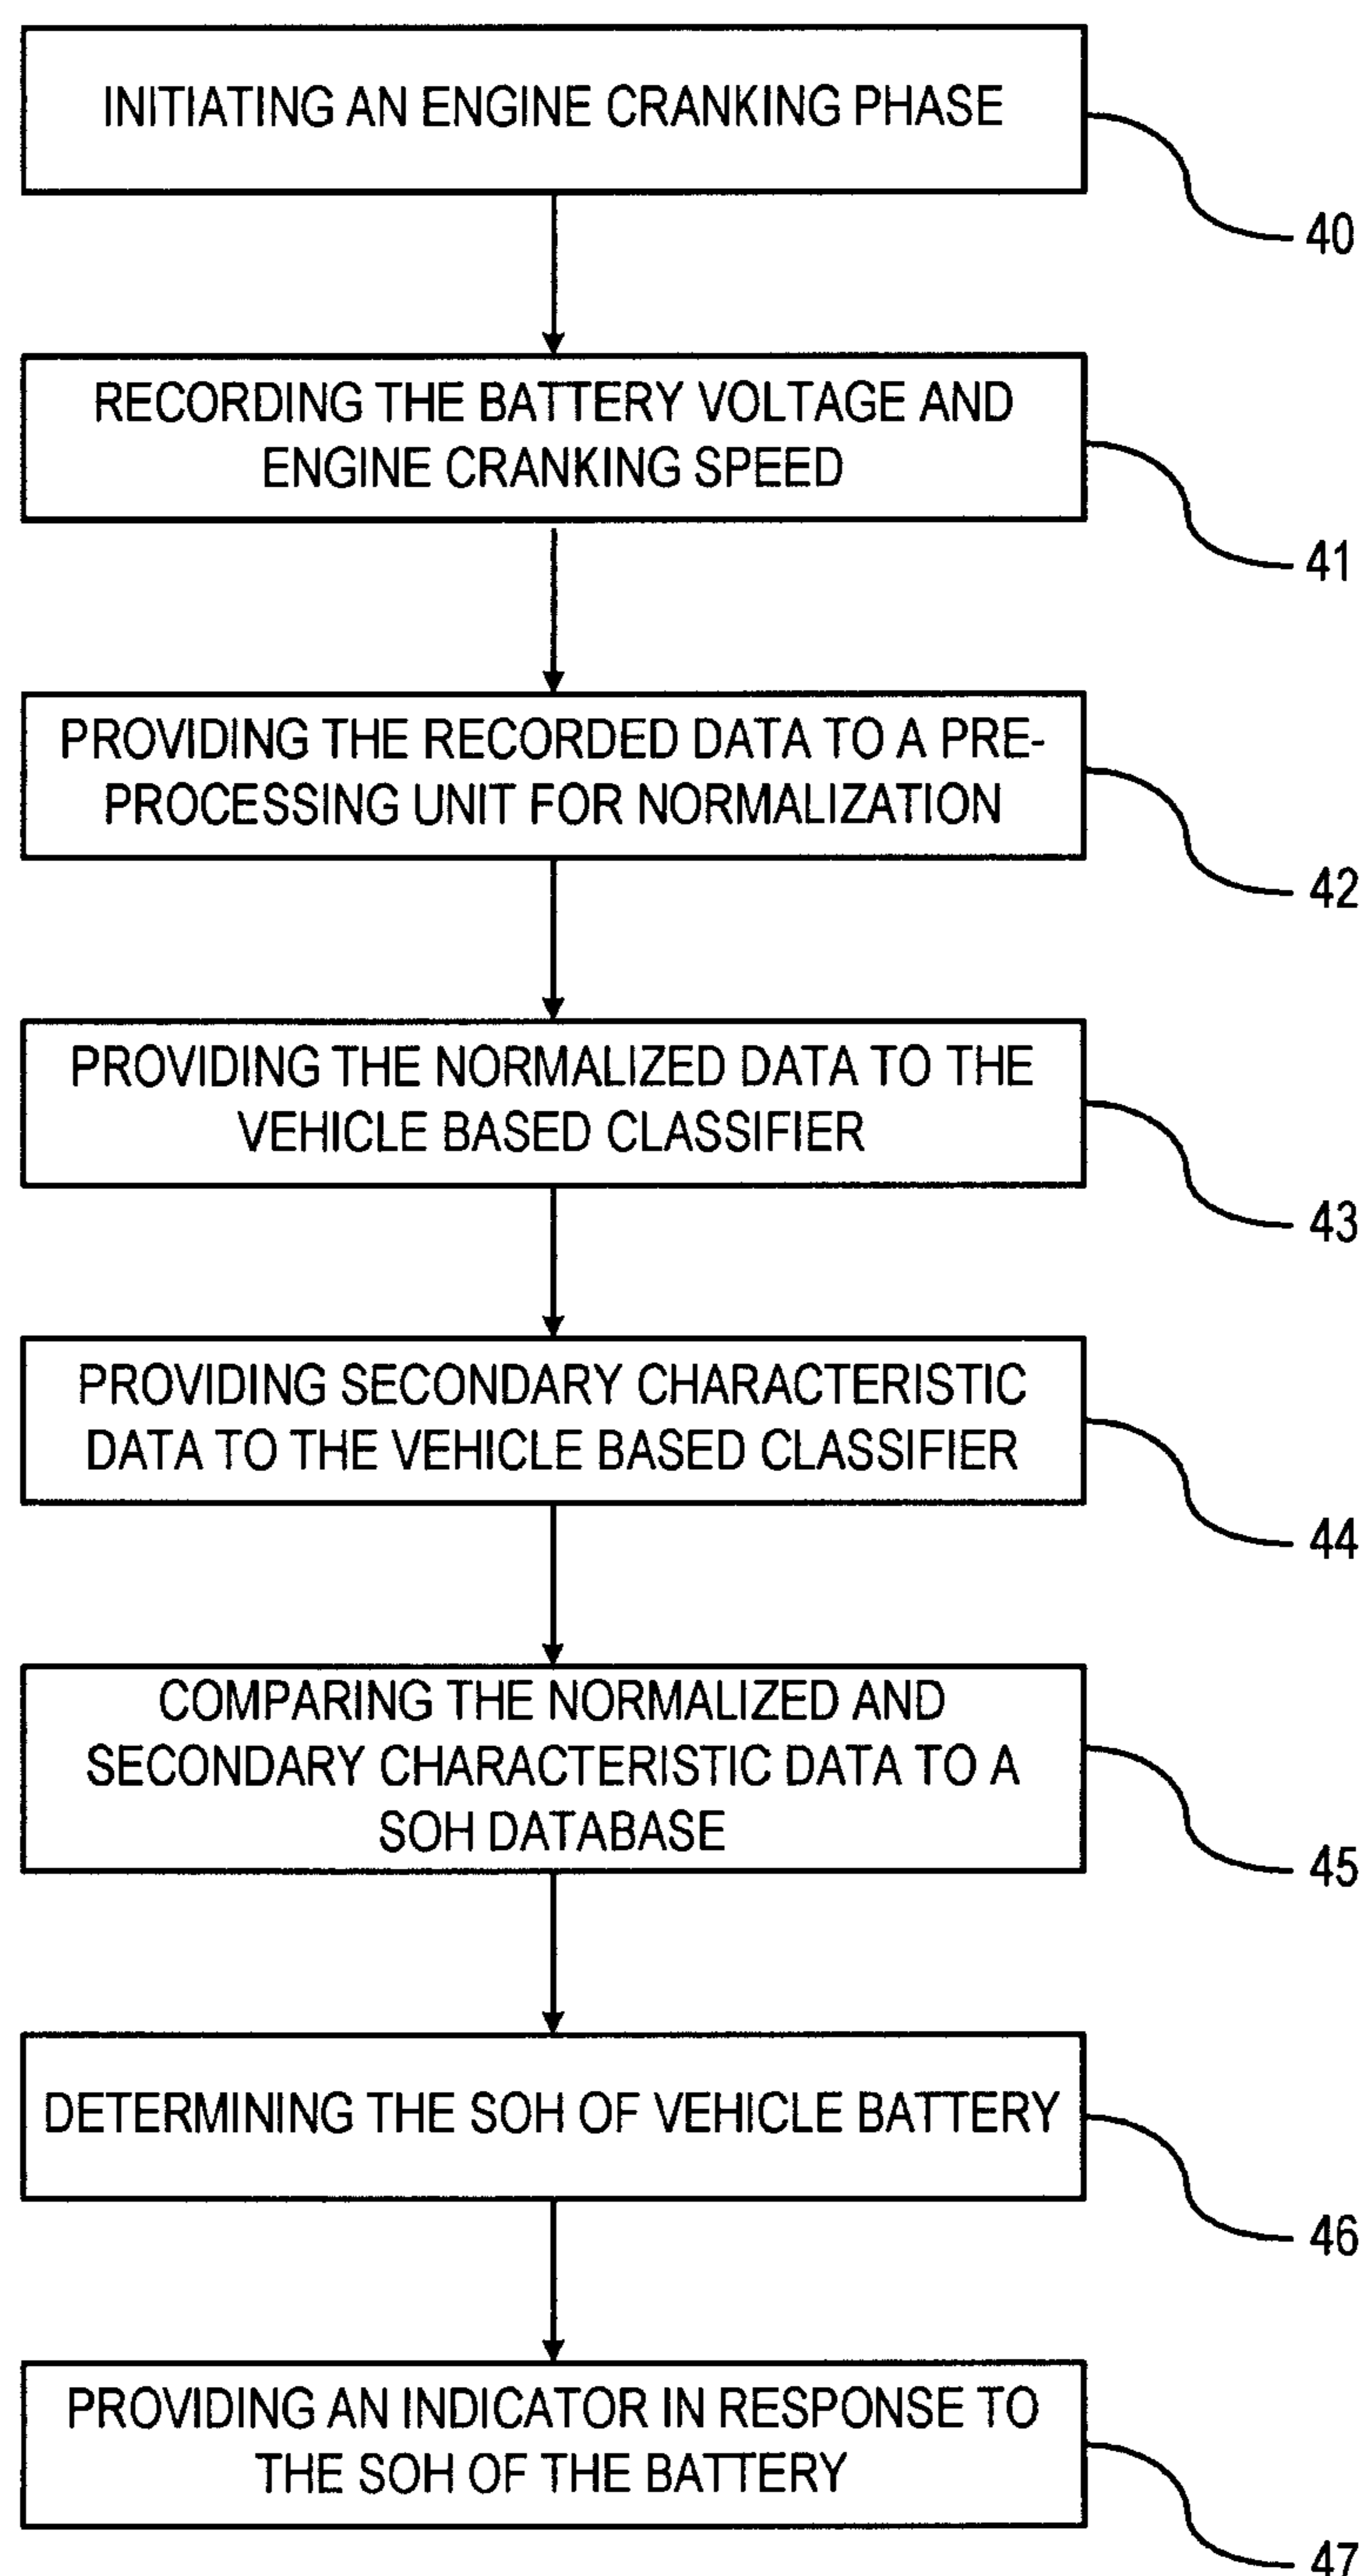 INITIATING AN ENGINE CRANKING PHASE
40
RECORDING THE BATTERY VOLTAGE AND
ENGINE CRANKING SPEED
41
PROVIDING THE RECORDED DATA TO A PRE-
PROCESSING UNIT FOR NORMALIZATION
42
PROVIDING THE NORMALIZED DATA TO THE
VEHICLE BASED CLASSIFIER
43
PROVIDING SECONDARY CHARACTERISTIC
DATA TO THE VEHICLE BASED CLASSIFIER
44
COMPARING THE NORMALIZED AND
SECONDARY CHARACTERISTIC DATA TO A
SOH DATABASE
45
DETERMINING THE SOH OF VEHICLE BATTERY
46
PROVIDING AN INDICATOR IN RESPONSE TO
THE SOH OF THE BATTERY
47